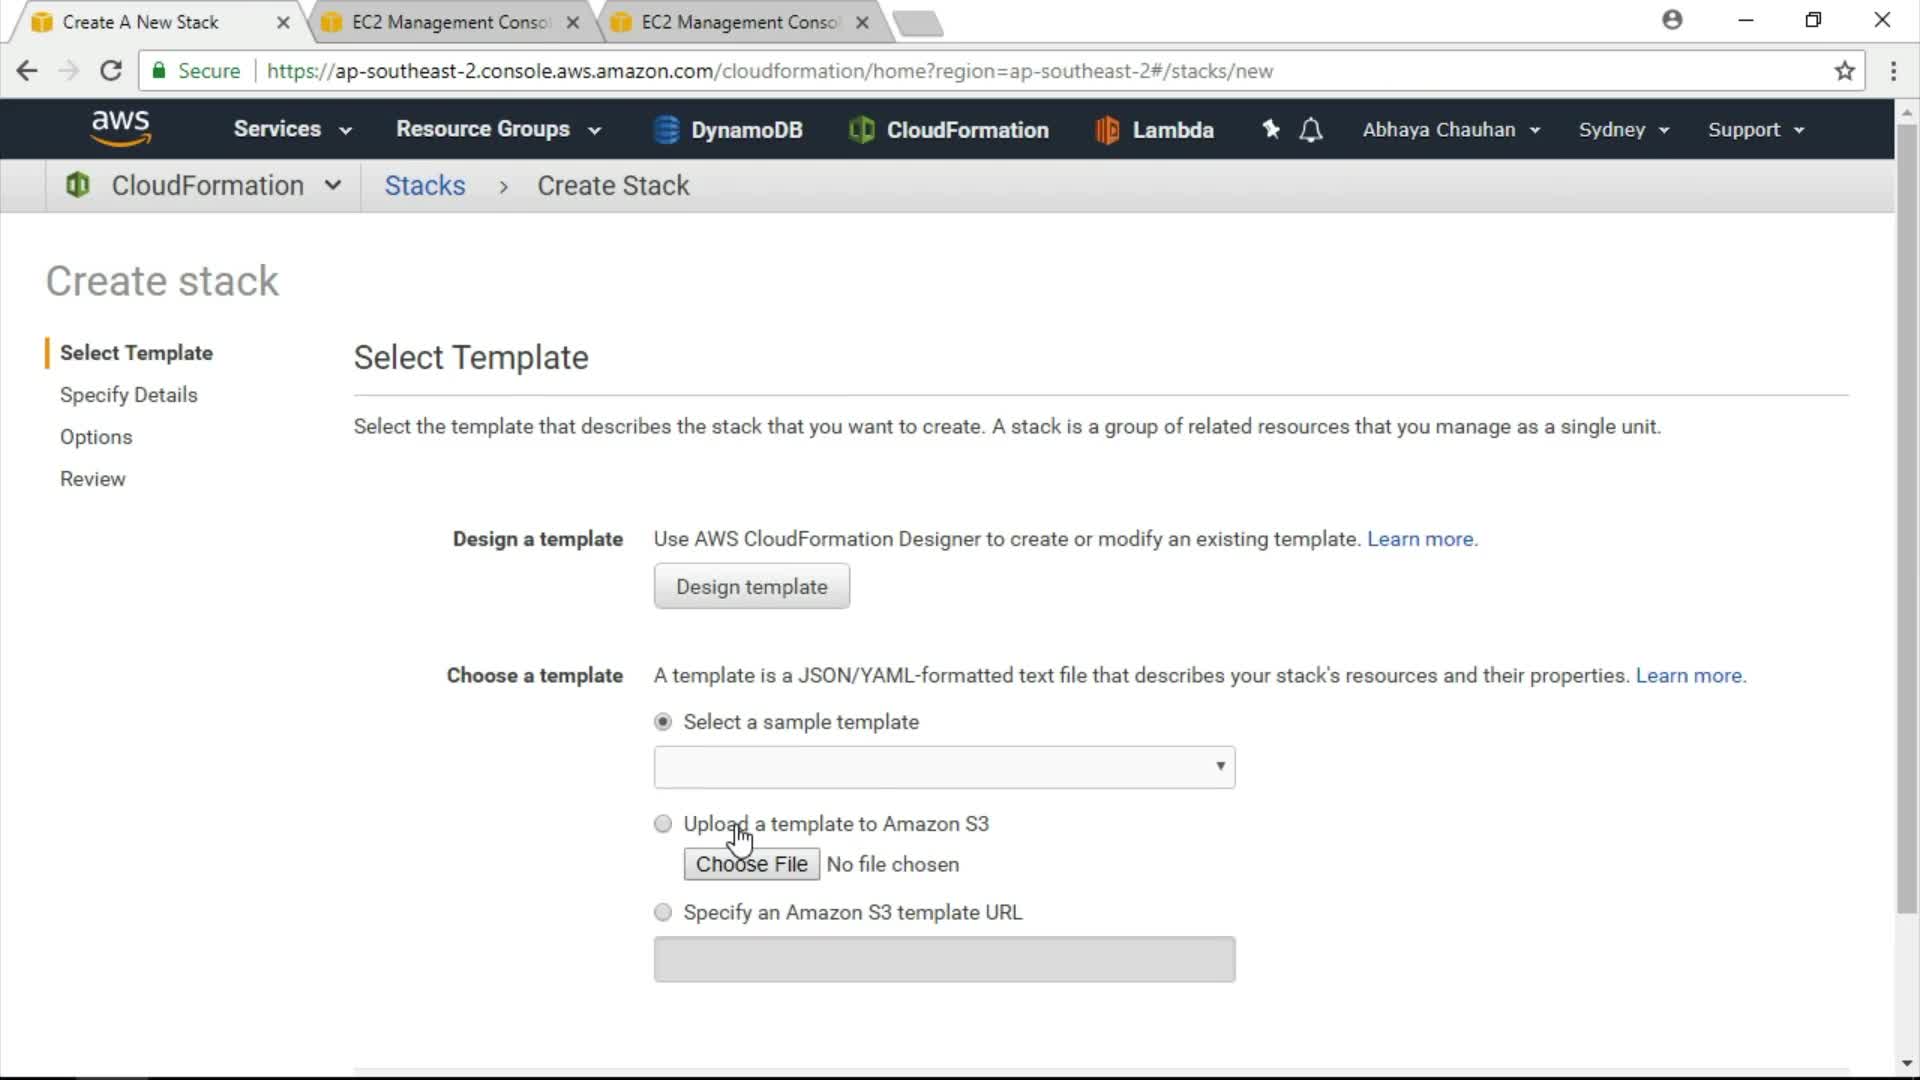 Create A New Stack
EC2 Management Conso
EC2 Management Conso
Secure
https://ap-southeast-2.console.aws.amazon.com/cloudformation/home?region=ap-southeast-2#/stacks/new
aws
Services
Resource Groups
DynamoDB
CloudFormation
Lambda
Abhaya Chauhan
Sydney
Support
CloudFormation
Stacks > Create Stack
Create stack
Select Template
Specify Details
Options
Review
Select Template
Select the template that describes the stack that you want to create. A stack is a group of related resources that you manage as a single unit.
Design a template
Use AWS CloudFormation Designer to create or modify an existing template. Learn more.
Design template
Choose a template
A template is a JSON/YAML-formatted text file that describes your stack's resources and their properties. Learn more.
Select a sample template
Upload a template to Amazon S3
Choose File No file chosen
Specify an Amazon S3 template URL